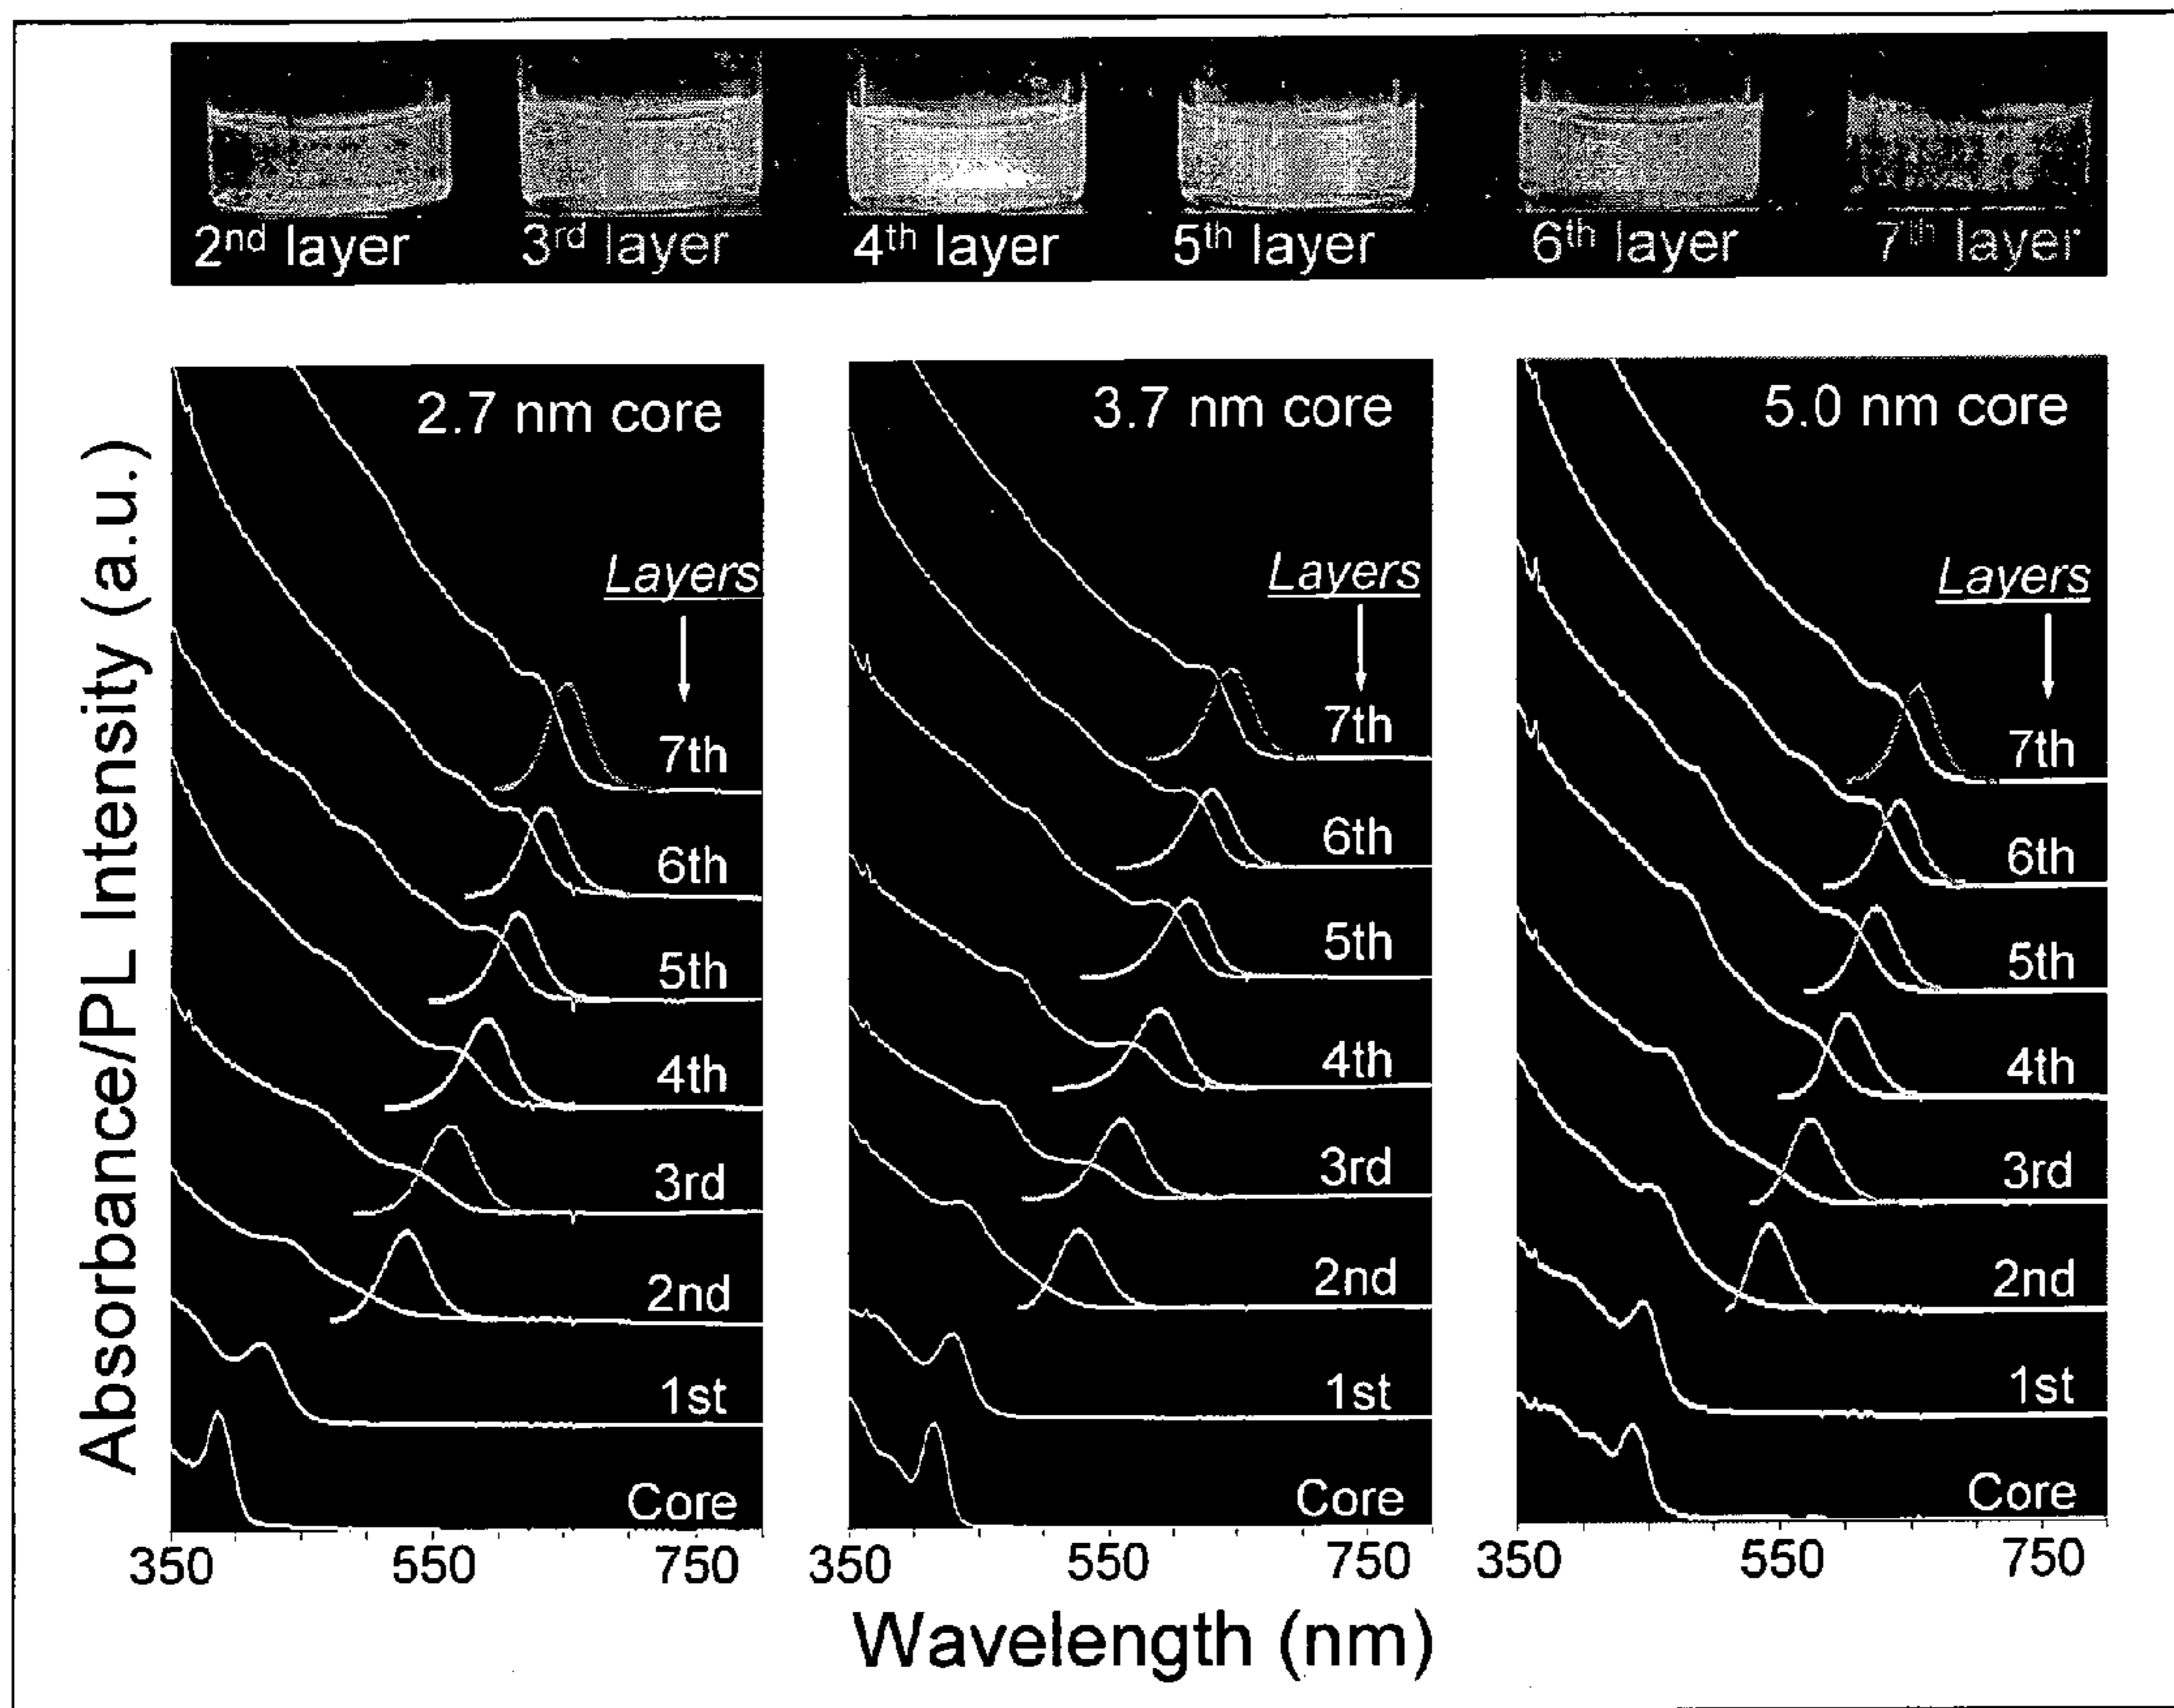 2nd layer 3rd layer 4th layer 5th layer 6th layer 7th layer
Absorbance/PL Intensity (a.u.)
2.7 nm core
Layers
7th
6th
5th
4th
3rd
2nd
1st
Core
350 550 750
3.7 nm core
Layers
7th
6th
5th
4th
3rd
2nd
1st
Core
350 550 750
5.0 nm core
Layers
7th
6th
5th
4th
3rd
2nd
1st
Core
350 550 750
Wavelength (nm)